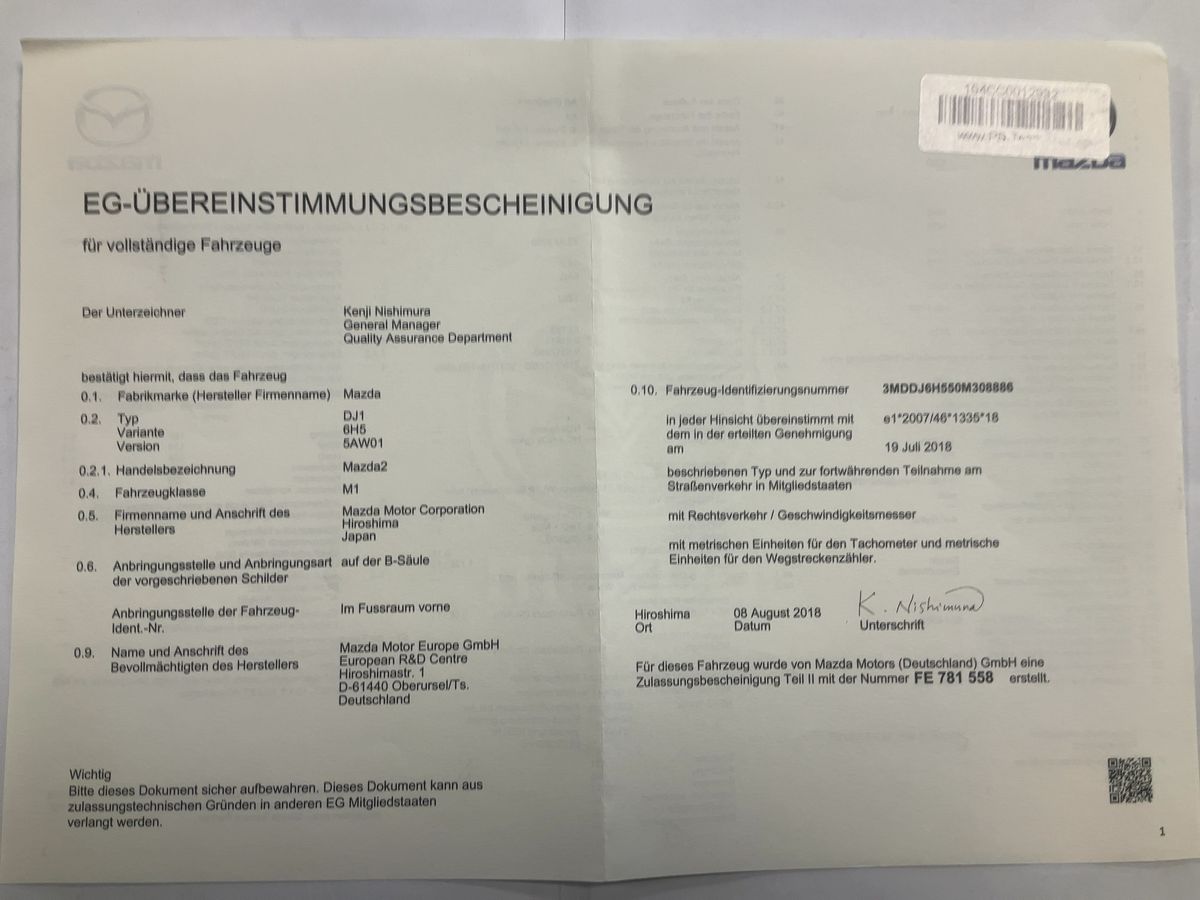 164CC0012932
mazda
EG-ÜBEREINSTIMMUNGSBESCHEINIGUNG
für vollständige Fahrzeuge
Der Unterzeichner Kenji Nishimura
General Manager
Quality Assurance Department
bestätigt hiermit, dass das Fahrzeug
0.1. Fabrikmarke (Hersteller Firmenname) Mazda
0.2. Typ DJ1
Variante 6H5
Version 5AW01
0.2.1. Handelsbezeichnung Mazda2
0.4. Fahrzeugklasse M1
0.5. Firmenname und Anschrift des Mazda Motor Corporation
Herstellers Hiroshima
Japan
0.6. Anbringungsstelle und Anbringungsart auf der B-Säule
der vorgeschriebenen Schilder
Anbringungsstelle der Fahrzeug- Im Fussraum vorne
Ident.-Nr.
0.9. Name und Anschrift des Mazda Motor Europe GmbH
Bevollmächtigten des Herstellers European R&D Centre
Hiroshimastr. 1
D-61440 Oberursel/Ts.
Deutschland
Wichtig
Bitte dieses Dokument sicher aufbewahren. Dieses Dokument kann aus
zulassungstechnischen Gründen in anderen EG Mitgliedstaaten
verlangt werden.
0.10. Fahrzeug-Identifizierungsnummer 3MDDJ6H550M308886
in jeder Hinsicht übereinstimmt mit e1*2007/46*1335*18
dem in der erteilten Genehmigung
am 19 Juli 2018
beschriebenen Typ und zur fortwährenden Teilnahme am
Straßenverkehr in Mitgliedstaaten
mit Rechtsverkehr / Geschwindigkeitsmesser
mit metrischen Einheiten für den Tachometer und metrische
Einheiten für den Wegstreckenzähler.
K. Nishimura
Hiroshima 08 August 2018
Ort Datum Unterschrift
Für dieses Fahrzeug wurde von Mazda Motors (Deutschland) GmbH eine
Zulassungsbescheinigung Teil II mit der Nummer FE 781 558 erstellt.
1